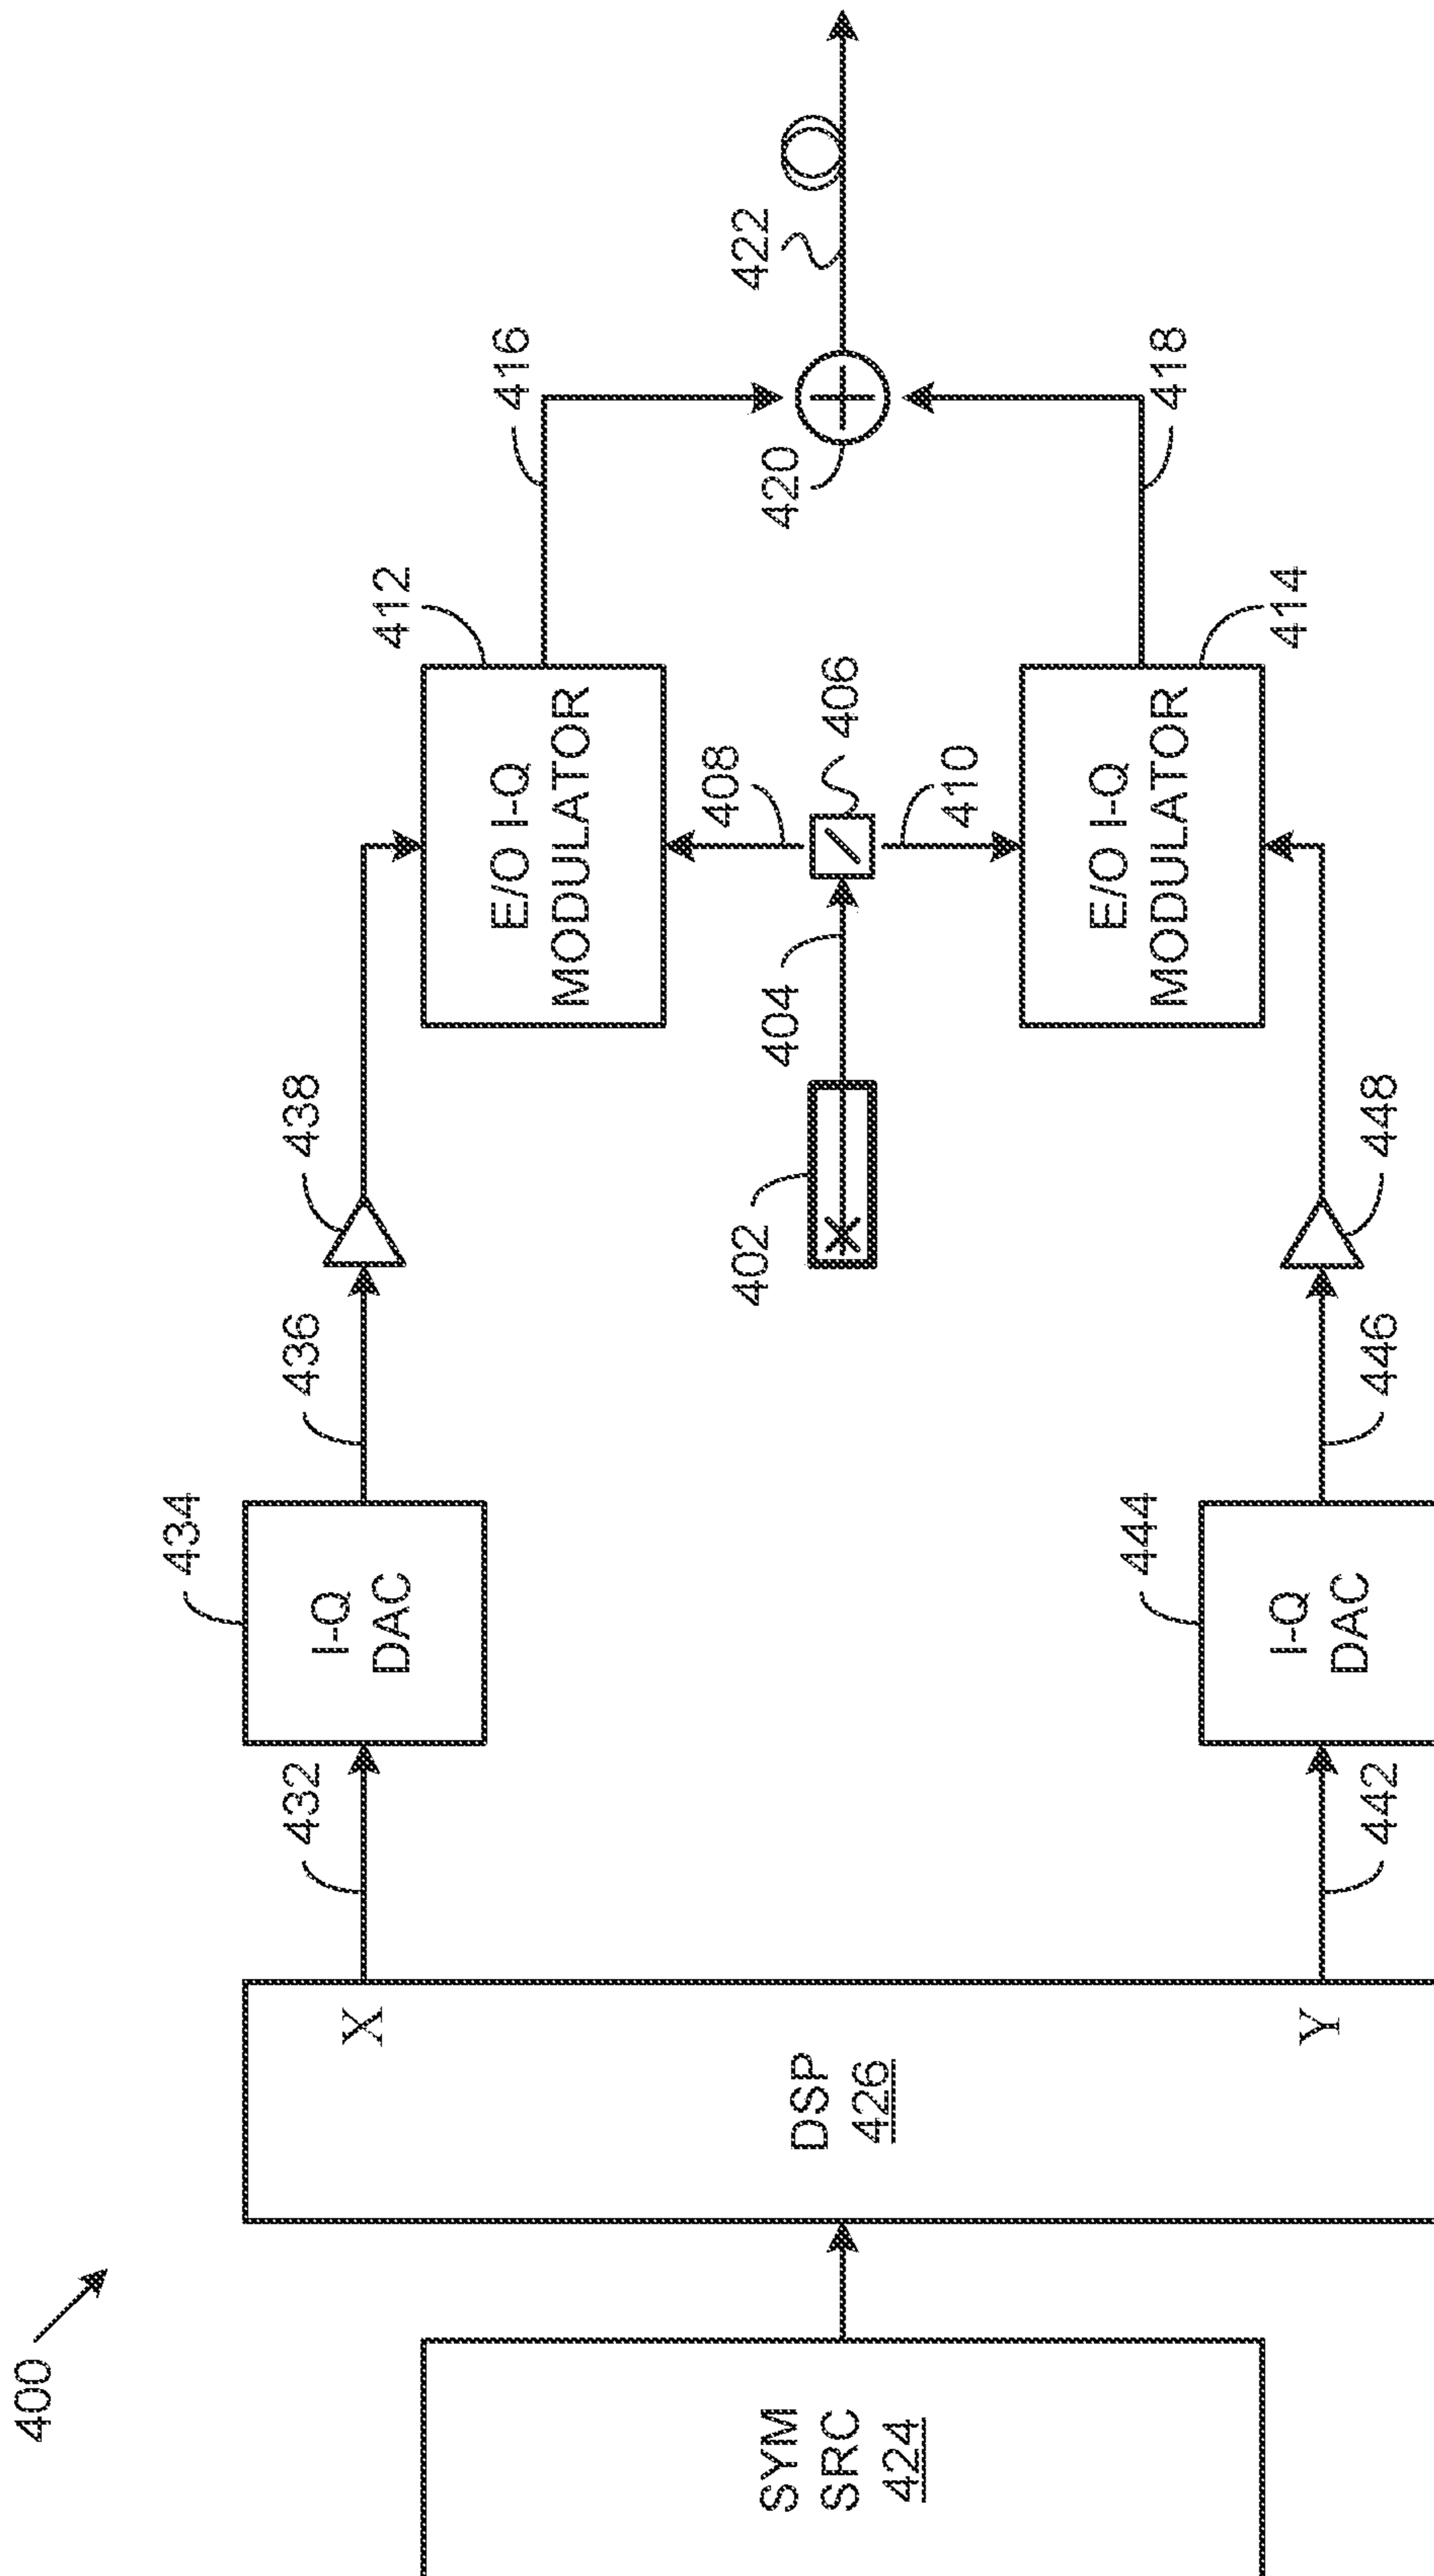 400
SYM
SRC
424
DSP
426
X
Y
432
442
I-Q
DAC
434
I-Q
DAC
444
436
446
438
448
402
404
406
408
410
E/O I-Q
MODULATOR
412
E/O I-Q
MODULATOR
414
416
418
420
422